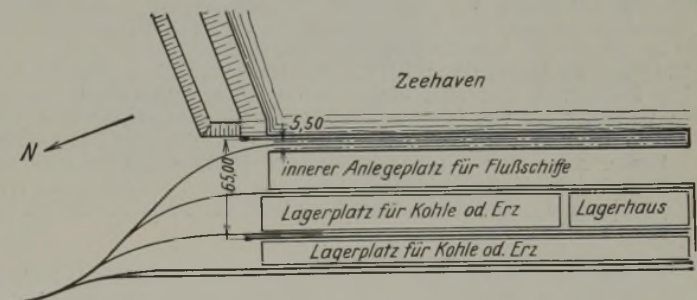 Zeehaven
5,50
N
65,00
innerer Anlegeplatz für Flußschiffe
Lagerplatz für Kohle od. Erz
Lagerhaus
Lagerplatz für Kohle od. Erz